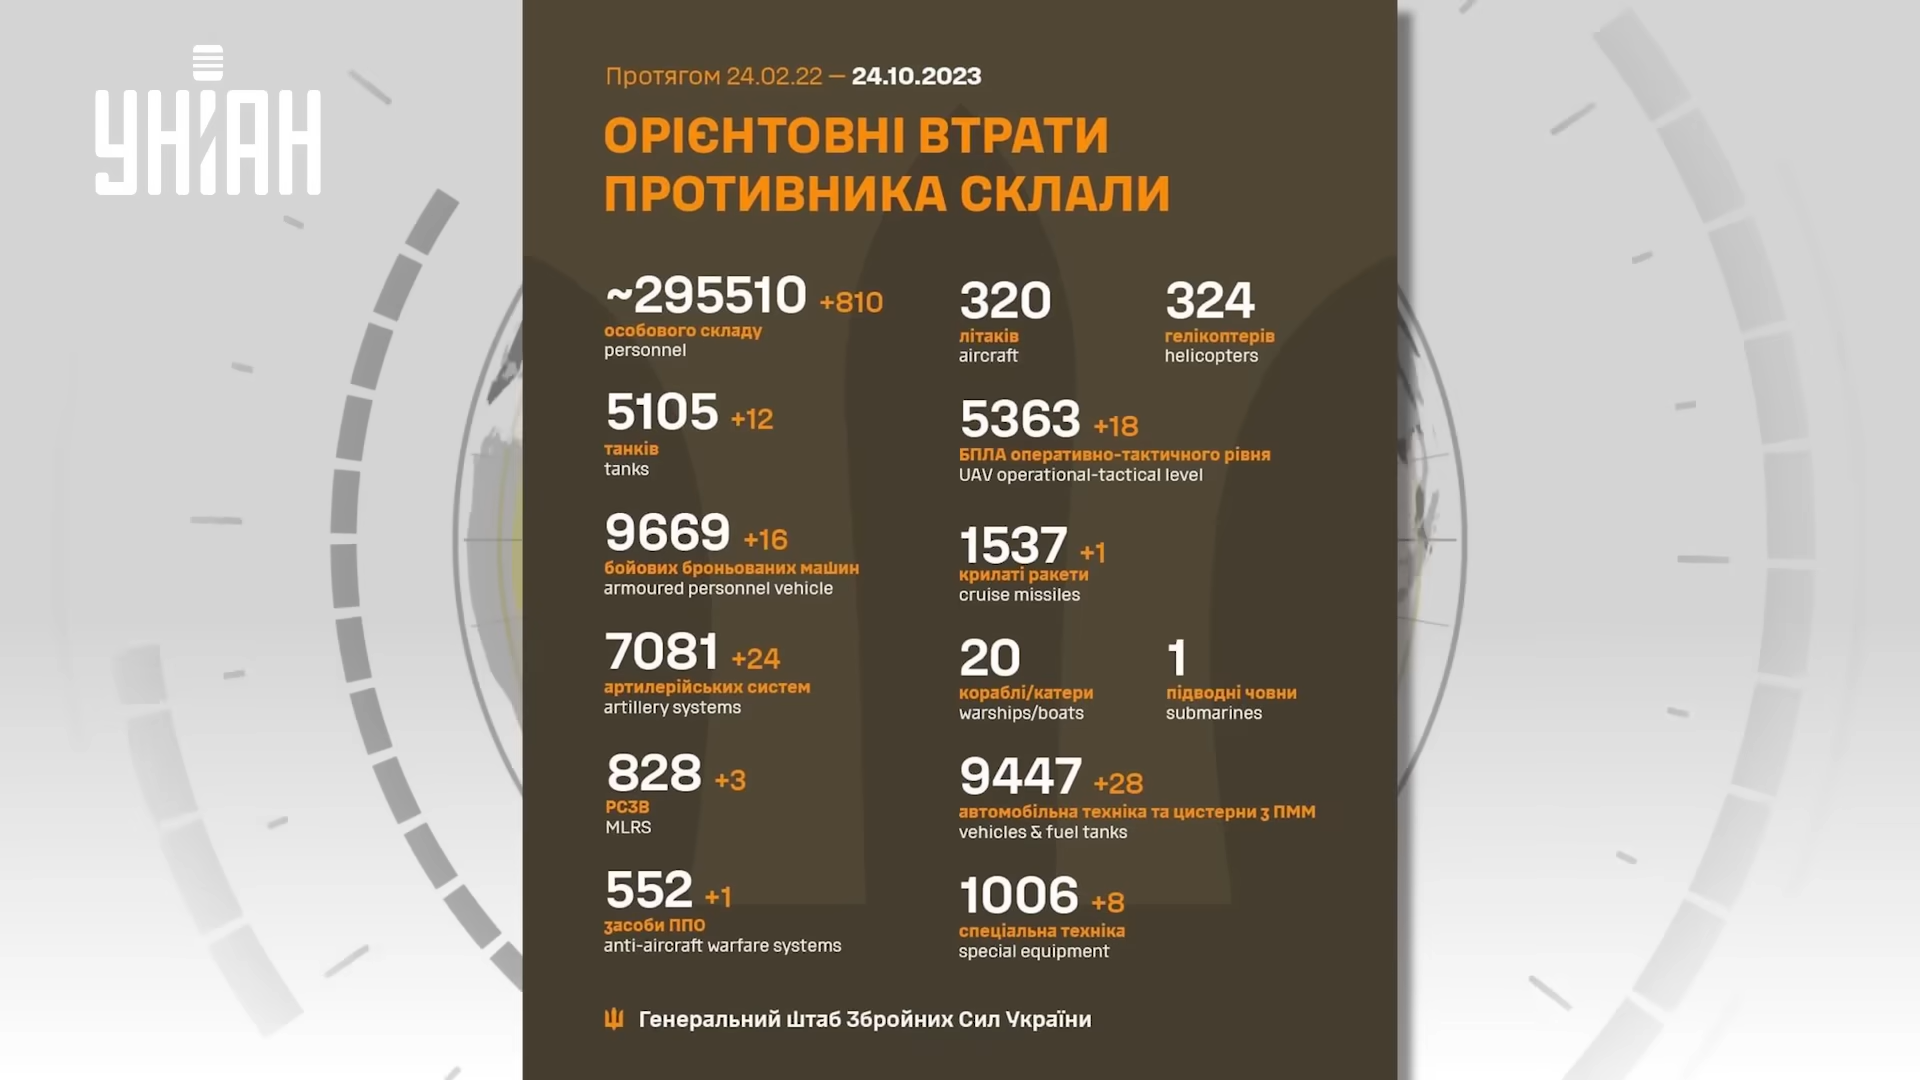 УНІАН
Протягом 24.02.22 — 24.10.2023
ОРІЄНТОВНІ ВТРАТИ
ПРОТИВНИКА СКЛАЛИ
~295510 +810
особового складу
personnel
5105 +12
танків
tanks
9669 +16
бойових броньованих машин
armoured personnel vehicle
7081 +24
артилерійських систем
artillery systems
828 +3
РСЗВ
MLRS
552 +1
засоби ППО
anti-aircraft warfare systems
320
літаків
aircraft
324
гелікоптерів
helicopters
5363 +18
БПЛА оперативно-тактичного рівня
UAV operational-tactical level
1537 +1
крилаті ракети
cruise missiles
20
кораблі/катери
warships/boats
1
підводні човни
submarines
9447 +28
автомобільна техніка та цистерни з ПММ
vehicles & fuel tanks
1006 +8
спеціальна техніка
special equipment
Генеральний Штаб Збройних Сил України